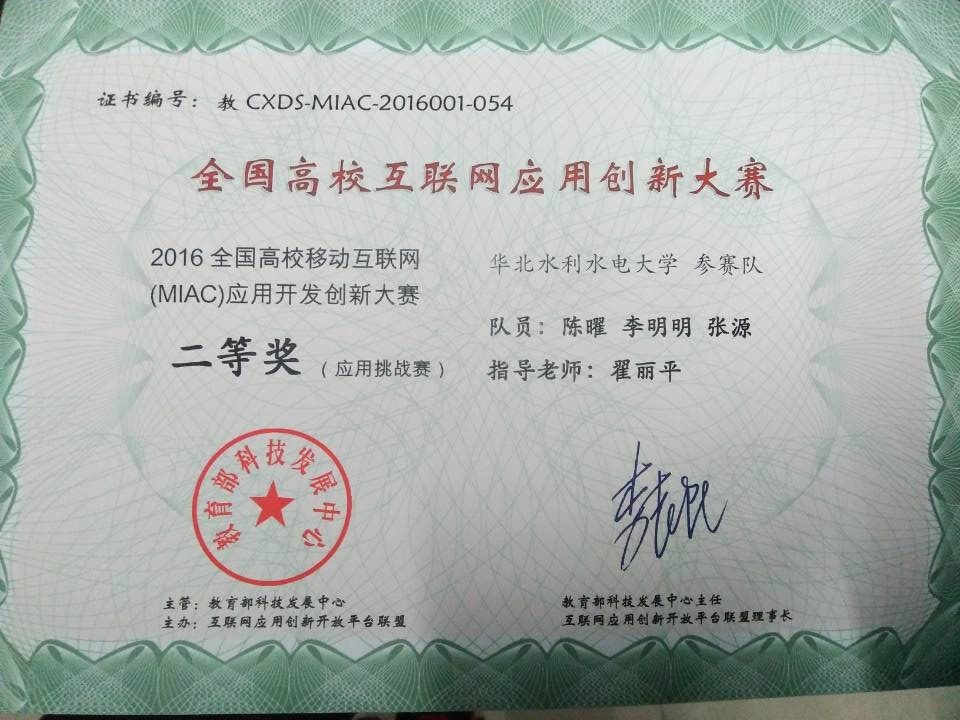 证书编号：教 CXDS-MIAC-2016001-054
全国高校互联网应用创新大赛
2016 全国高校移动互联网
(MIAC)应用开发创新大赛
二等奖（应用挑战赛）
华北水利水电大学 参赛队
队员：陈曜 李明明 张源
指导老师：翟丽平
教育部科技发展中心
主管：教育部科技发展中心
主办：互联网应用创新开放平台联盟
教育部科技发展中心主任
互联网应用创新开放平台联盟理事长